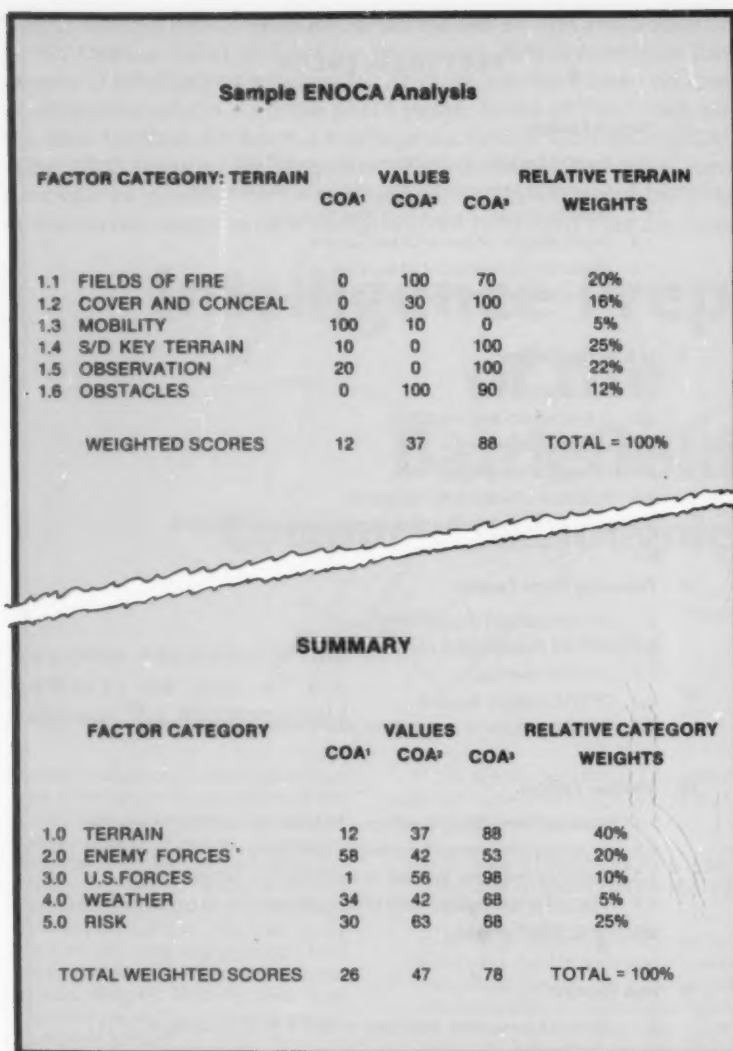 Sample ENOCA Analysis
FACTOR CATEGORY: TERRAIN VALUES RELATIVE TERRAIN
COA¹ COA² COA³ WEIGHTS
1.1 FIELDS OF FIRE 0 100 70 20%
1.2 COVER AND CONCEAL 0 30 100 16%
1.3 MOBILITY 100 10 0 5%
1.4 S/D KEY TERRAIN 10 0 100 25%
1.5 OBSERVATION 20 0 100 22%
1.6 OBSTACLES 0 100 90 12%
WEIGHTED SCORES 12 37 88 TOTAL = 100%
SUMMARY
FACTOR CATEGORY VALUES RELATIVE CATEGORY
COA¹ COA² COA³ WEIGHTS
1.0 TERRAIN 12 37 88 40%
2.0 ENEMY FORCES 58 42 53 20%
3.0 U.S.FORCES 1 56 98 10%
4.0 WEATHER 34 42 68 5%
5.0 RISK 30 63 68 25%
TOTAL WEIGHTED SCORES 26 47 76 TOTAL = 100%